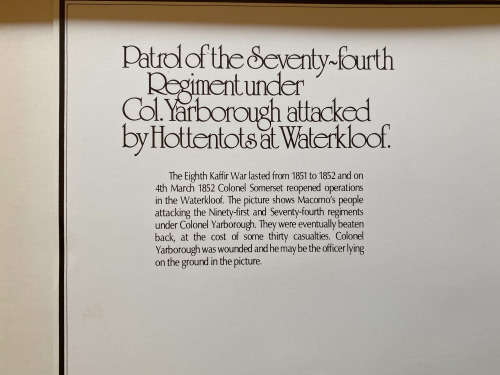 Patrol of the Seventy~fourth
Regiment under
Col. Yarborough attacked
by Hottentots at Waterkloof.
The Eighth Kaffir War lasted from 1851 to 1852 and on
4th March 1852 Colonel Somerset reopened operations
in the Waterkloof. The picture shows Macomo's people
attacking the Ninety-first and Seventy-fourth regiments
under Colonel Yarborough. They were eventually beaten
back, at the cost of some thirty casualties. Colonel
Yarborough was wounded and he may be the officer lying
on the ground in the picture.